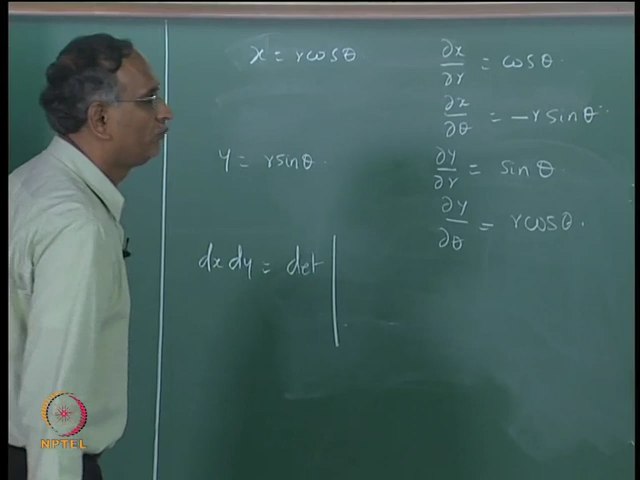 x = r cos θ
y = r sin θ.
dx dy = det |
∂x/∂r = cos θ.
∂x/∂θ = -r sin θ.
∂y/∂r = sin θ
∂y/∂θ = r cos θ.
NPTEL